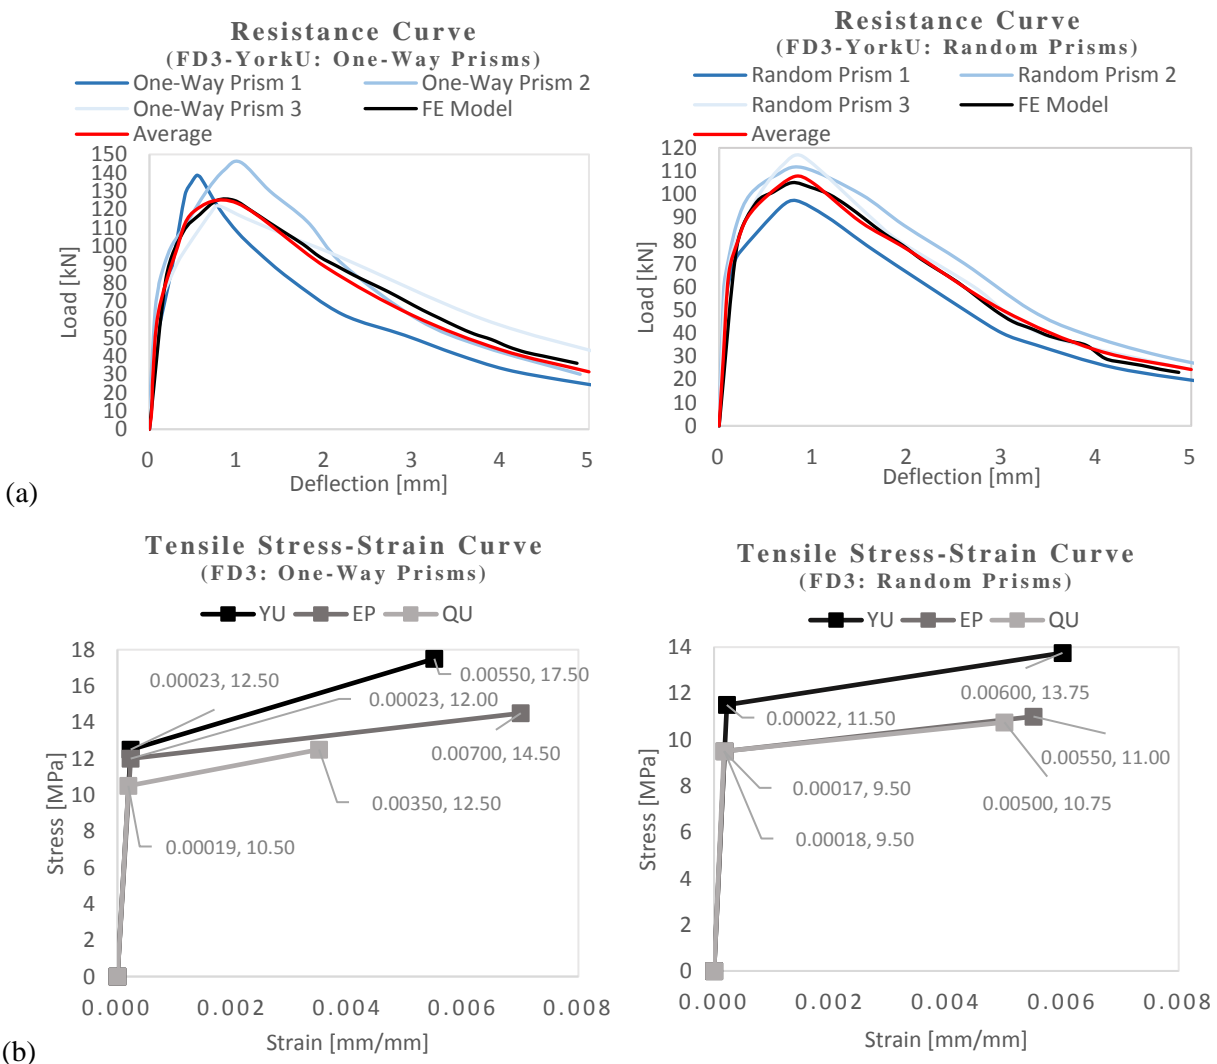 Resistance Curve
(FD3-YorkU: One-Way Prisms)
One-Way Prism 1
One-Way Prism 2
One-Way Prism 3
FE Model
Average
150
140
130
120
110
100
90
80
70
60
50
40
30
20
10
0
Load [kN]
0 1 2 3 4 5
Deflection [mm]
Resistance Curve
(FD3-YorkU: Random Prisms)
Random Prism 1
Random Prism 2
Random Prism 3
FE Model
Average
120
110
100
90
80
70
60
50
40
30
20
10
0
Load [kN]
0 1 2 3 4 5
Deflection [mm]
(a)
Tensile Stress-Strain Curve
(FD3: One-Way Prisms)
YU EP QU
18
16
14
12
10
8
6
4
2
0
Stress [MPa]
0.00023, 12.50
0.00550, 17.50
0.00023, 12.00
0.00700, 14.50
0.00350, 12.50
0.00019, 10.50
0.000 0.002 0.004 0.006 0.008
Strain [mm/mm]
Tensile Stress-Strain Curve
(FD3: Random Prisms)
YU EP QU
14
12
10
8
6
4
2
0
Stress [MPa]
0.00600, 13.75
0.00022, 11.50
0.00550, 11.00
0.00017, 9.50
0.00500, 10.75
0.00018, 9.50
0.000 0.002 0.004 0.006 0.008
Strain [mm/mm]
(b)